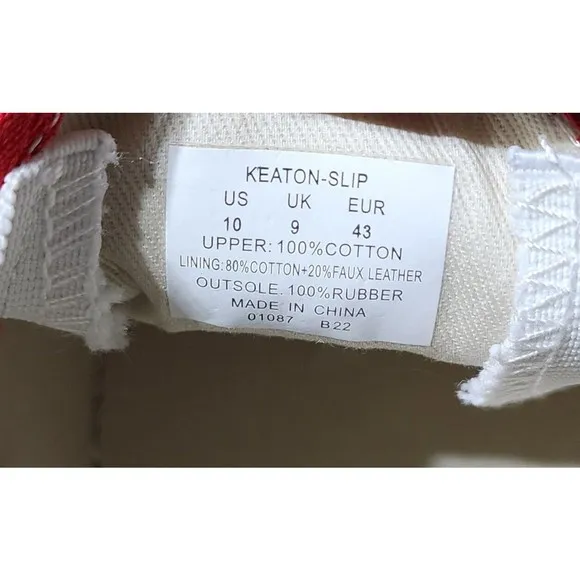 KEATON-SLIP
US UK EUR
10 9 43
UPPER: 100%COTTON
LINING: 80%COTTON+20%FAUX LEATHER
OUTSOLE: 100%RUBBER
MADE IN CHINA
01087 B22